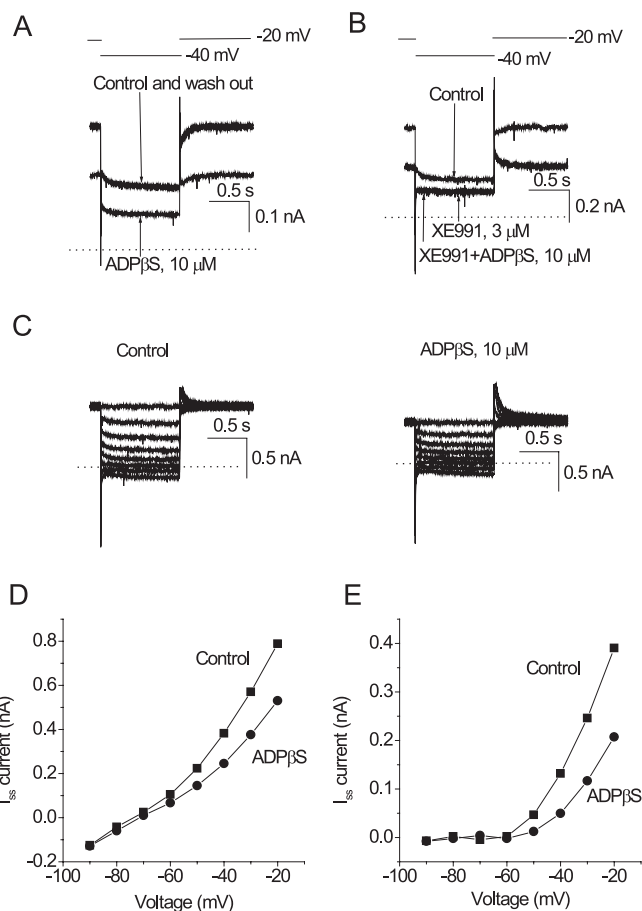 A
-20 mV
-40 mV
Control and wash out
0.5 s
0.1 nA
ADPβS, 10 µM
B
-20 mV
-40 mV
Control
0.5 s
0.2 nA
XE991, 3 µM
XE991+ADPβS, 10 µM
C
Control
0.5 s
0.5 nA
ADPβS, 10 µM
0.5 s
0.5 nA
D
I_ss current (nA)
0.8
0.6
0.4
0.2
0.0
-0.2
Control
ADPβS
-100 -80 -60 -40 -20
Voltage (mV)
E
I_ss current (nA)
0.4
0.3
0.2
0.1
0.0
Control
ADPβS
-100 -80 -60 -40 -20
Voltage (mV)